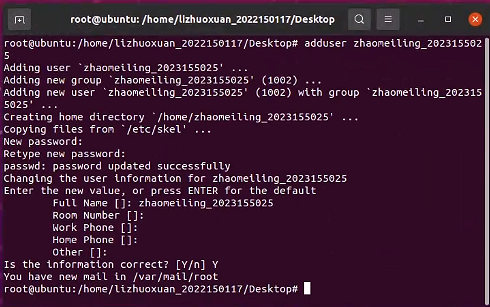 root@ubuntu: /home/lizhuoxuan_2022150117/Desktop
root@ubuntu:/home/lizhuoxuan_2022150117/Desktop# adduser zhaomeiling_202315502
5
Adding user `zhaomeiling_2023155025' ...
Adding new group `zhaomeiling_2023155025' (1002) ...
Adding new user `zhaomeiling_2023155025' (1002) with group `zhaomeiling_2023155
025' ...
Creating home directory `/home/zhaomeiling_2023155025' ...
Copying files from `/etc/skel' ...
New password:
Retype new password:
passwd: password updated successfully
Changing the user information for zhaomeiling_2023155025
Enter the new value, or press ENTER for the default
Full Name []: zhaomeiling_2023155025
Room Number []:
Work Phone []:
Home Phone []:
Other []:
Is the information correct? [Y/n] Y
You have new mail in /var/mail/root
root@ubuntu:/home/lizhuoxuan_2022150117/Desktop#